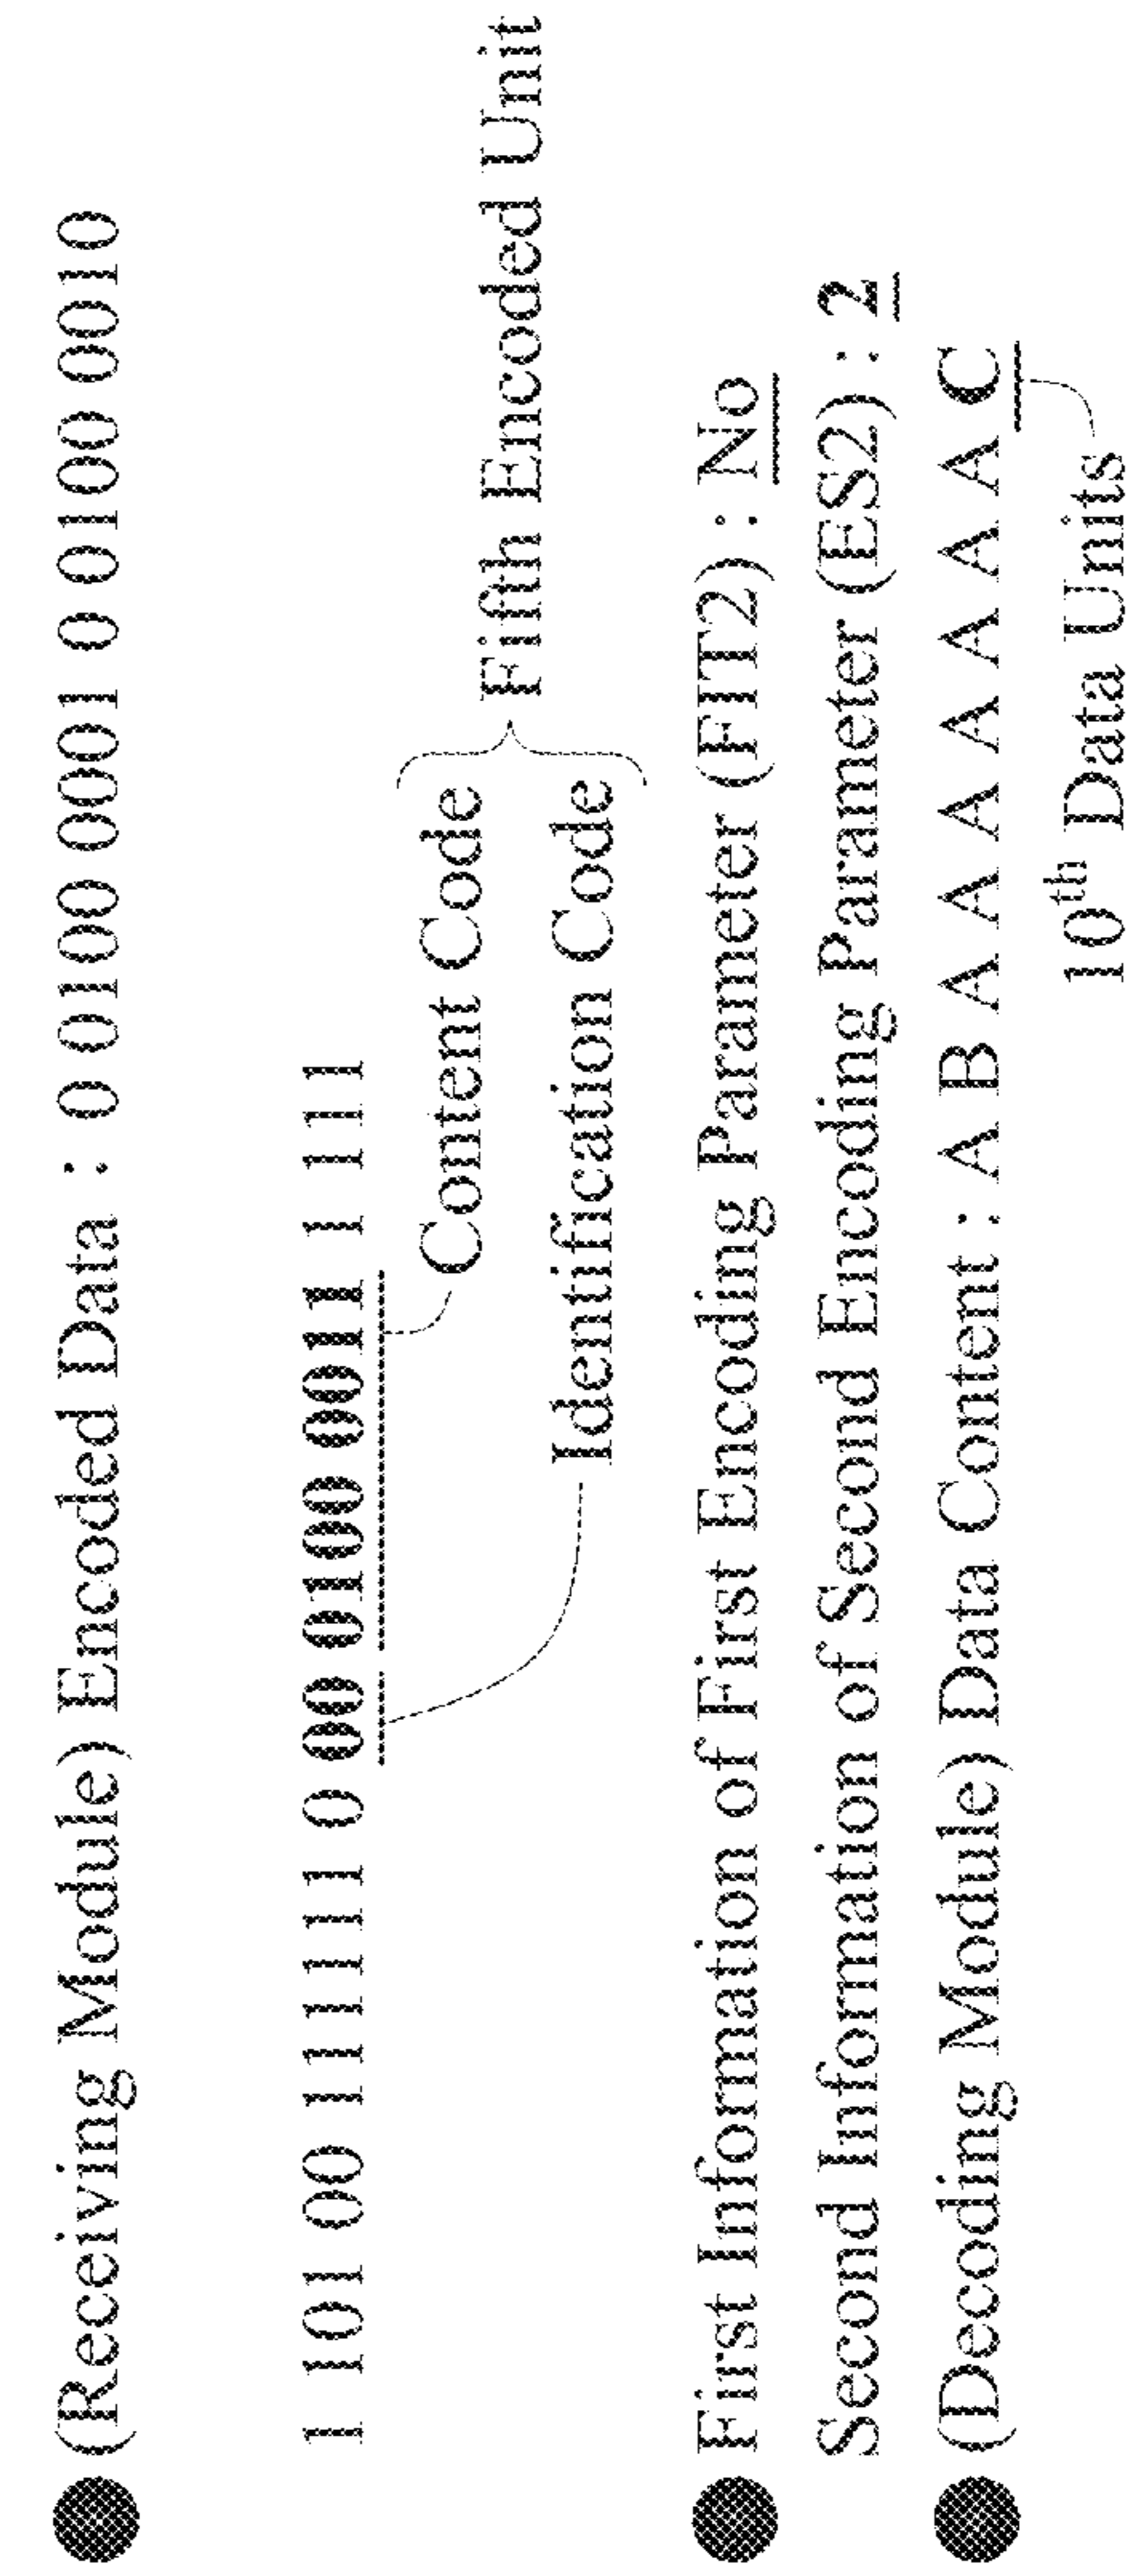 (Receiving Module) Encoded Data : 0 0100 0001 0 0100 0010
1 101 00 111111 0 00 0100 0011 1 111
Content Code
Identification Code
Fifth Encoded Unit
First Information of First Encoding Parameter (FIT2) : No
Second Information of Second Encoding Parameter (ES2) : 2
(Decoding Module) Data Content : A B A A A A A A A C
10th Data Units